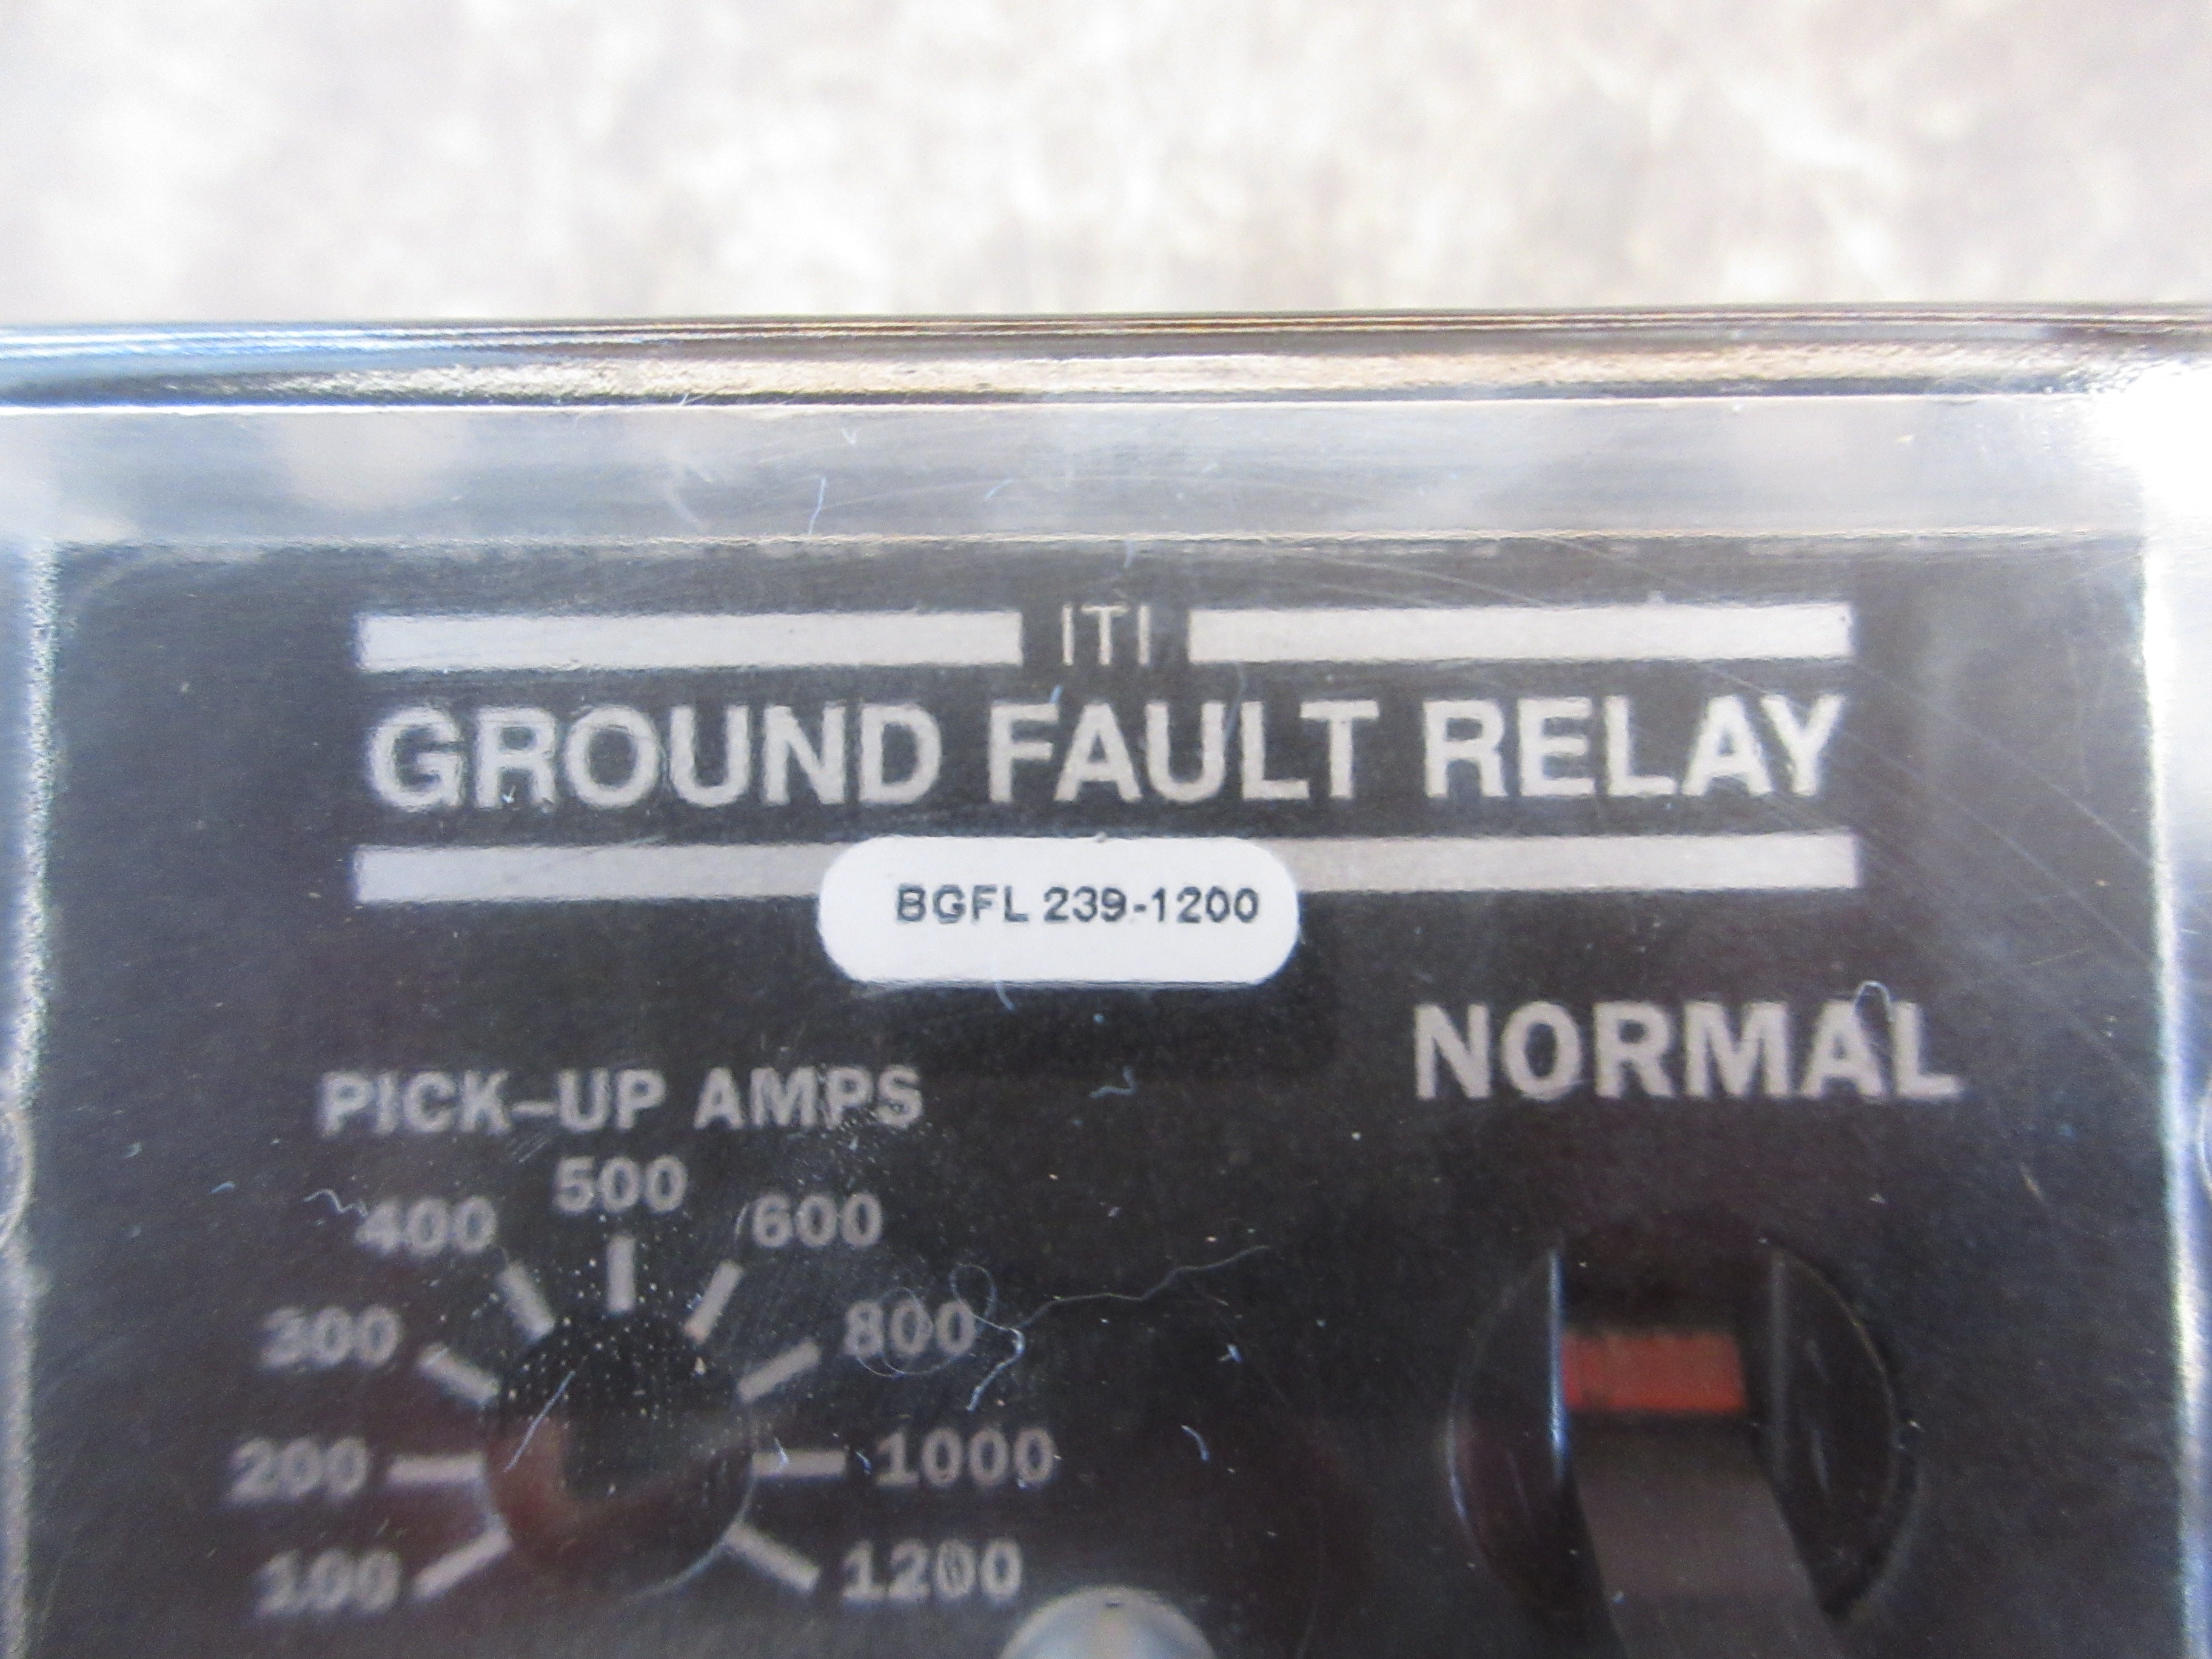 ITI
GROUND FAULT RELAY
BGFL 239-1200
NORMAL
PICK-UP AMPS
500
400 600
300 800
200 1000
100 1200